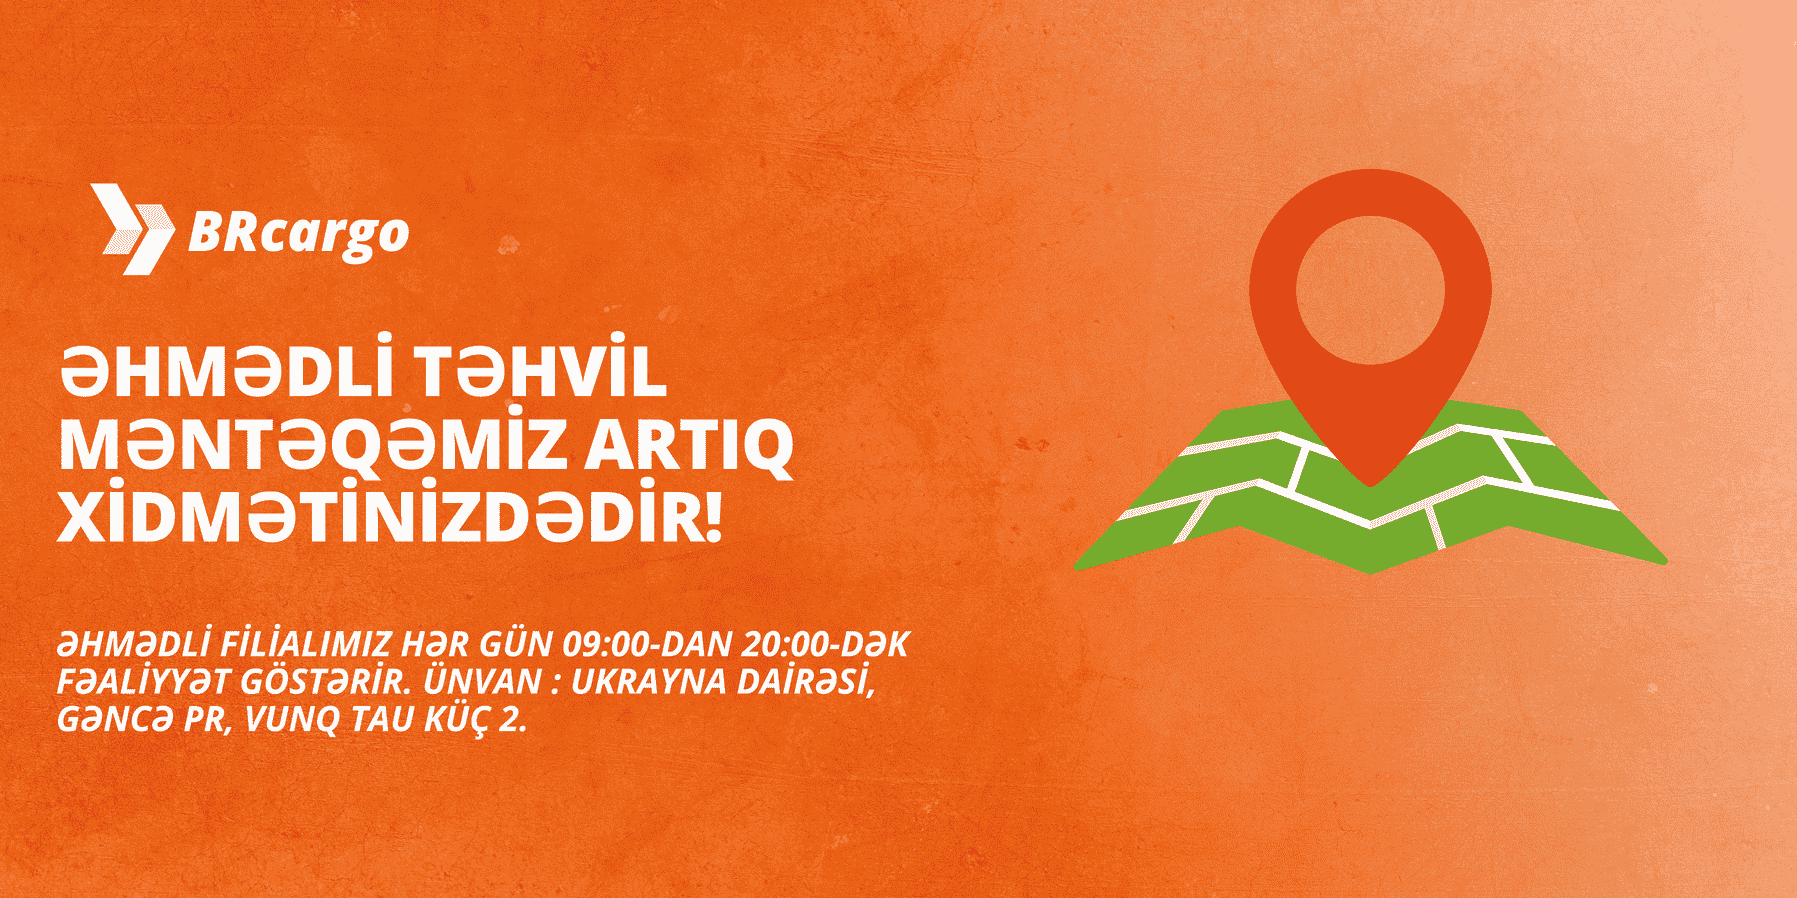 BRcargo
ƏHMƏDLİ TƏHVİL
MƏNTƏQƏMİZ ARTIQ
XİDMƏTİNİZDƏDİR!
ƏHMƏDLİ FİLİALIMIZ HƏR GÜN 09:00-DAN 20:00-DƏK
FƏALİYYƏT GÖSTƏRİR. ÜNVAN : UKRAYNA DAİRƏSİ,
GƏNCƏ PR, VUNQ TAU KÜÇ 2.